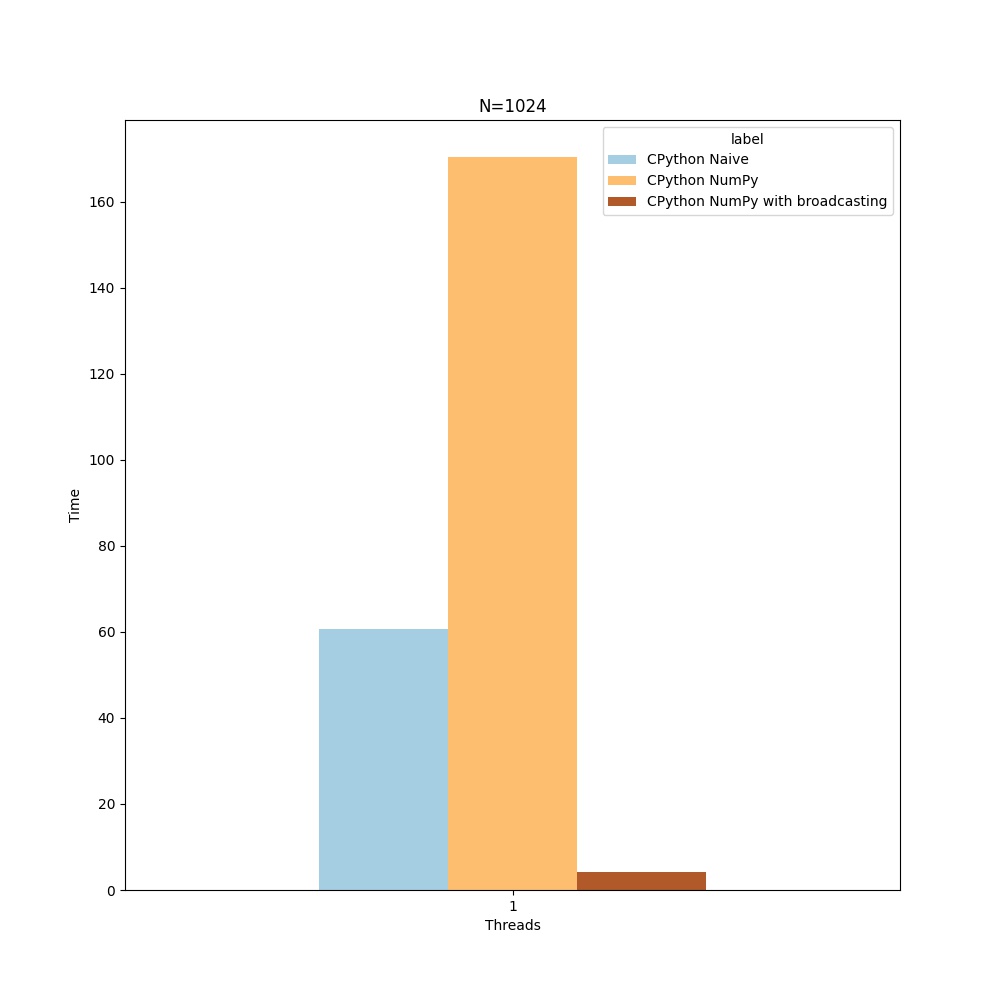 N=1024
label
CPython Naive
CPython NumPy
CPython NumPy with broadcasting
160
140
120
100
80
60
40
20
0
Time
1
Threads